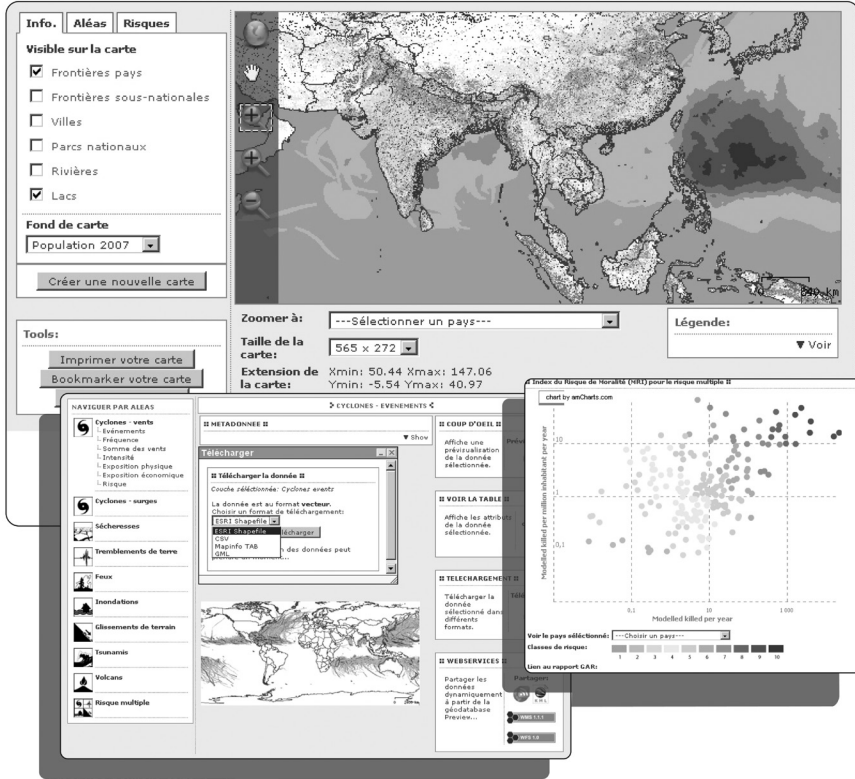 Info. Aléas Risques
Visible sur la carte
Frontières pays
Frontières sous-nationales
Villes
Parcs nationaux
Rivières
Lacs
Fond de carte
Population 2007
Créer une nouvelle carte
Tools:
Imprimer votre carte
Bookmarker votre carte
km
Zoomer à: ---Sélectionner un pays---
Taille de la carte: 565 x 272
Extension de la carte: Xmin: 50.44 Xmax: 147.06
Ymin: -5.54 Ymax: 40.97
Légende:
Voir
NAVIGUER PAR ALEAS
Cyclones - vents
Evénements
Fréquence
Somme des vents
Intensité
Exposition physique
Exposition économique
Risque
Cyclones - surges
Sécheresses
Tremblements de terre
Feux
Inondations
Glissements de terrain
Tsunamis
Volcans
Risque multiple
CYCLONES - EVENEMENTS
METADONNEE
Show
Télécharger
Télécharger la donnée
Couche séléctionnée: Cyclones events
La donnée est au format vecteur.
Choisir un format de téléchargement:
ESRI Shapefile
ESRI Shapefile
CSV
Mapinfo TAB
GML
lécharger
n des données peut
COUP D'OEIL
Affiche une
prévisualisation
de la donnée
sélectionnée.
VOIR LA TABLE
Affiche les attributs
de la donnée
sélectionnée.
TELECHARGEMENT
Télécharger la
donnée
sélectionné dans
différents
formats.
WEBSERVICES
Partager les
données
dynamiquement
à partir de la
géodatabase
Preview...
Partager:
KML
WMS 1.1.1
WFS 1.0
Index du Risque de Moralité (MRI) pour le risque multiple
chart by amCharts.com
Modelled killed per million inhabitant per year
10
1
0,1
0,1
10
1 000
Modelled killed per year
Voir le pays sélectionné: ---Choisir un pays---
Classes de risque:
1 2 3 4 5 6 7 8 9 10
Lien au rapport GAR: